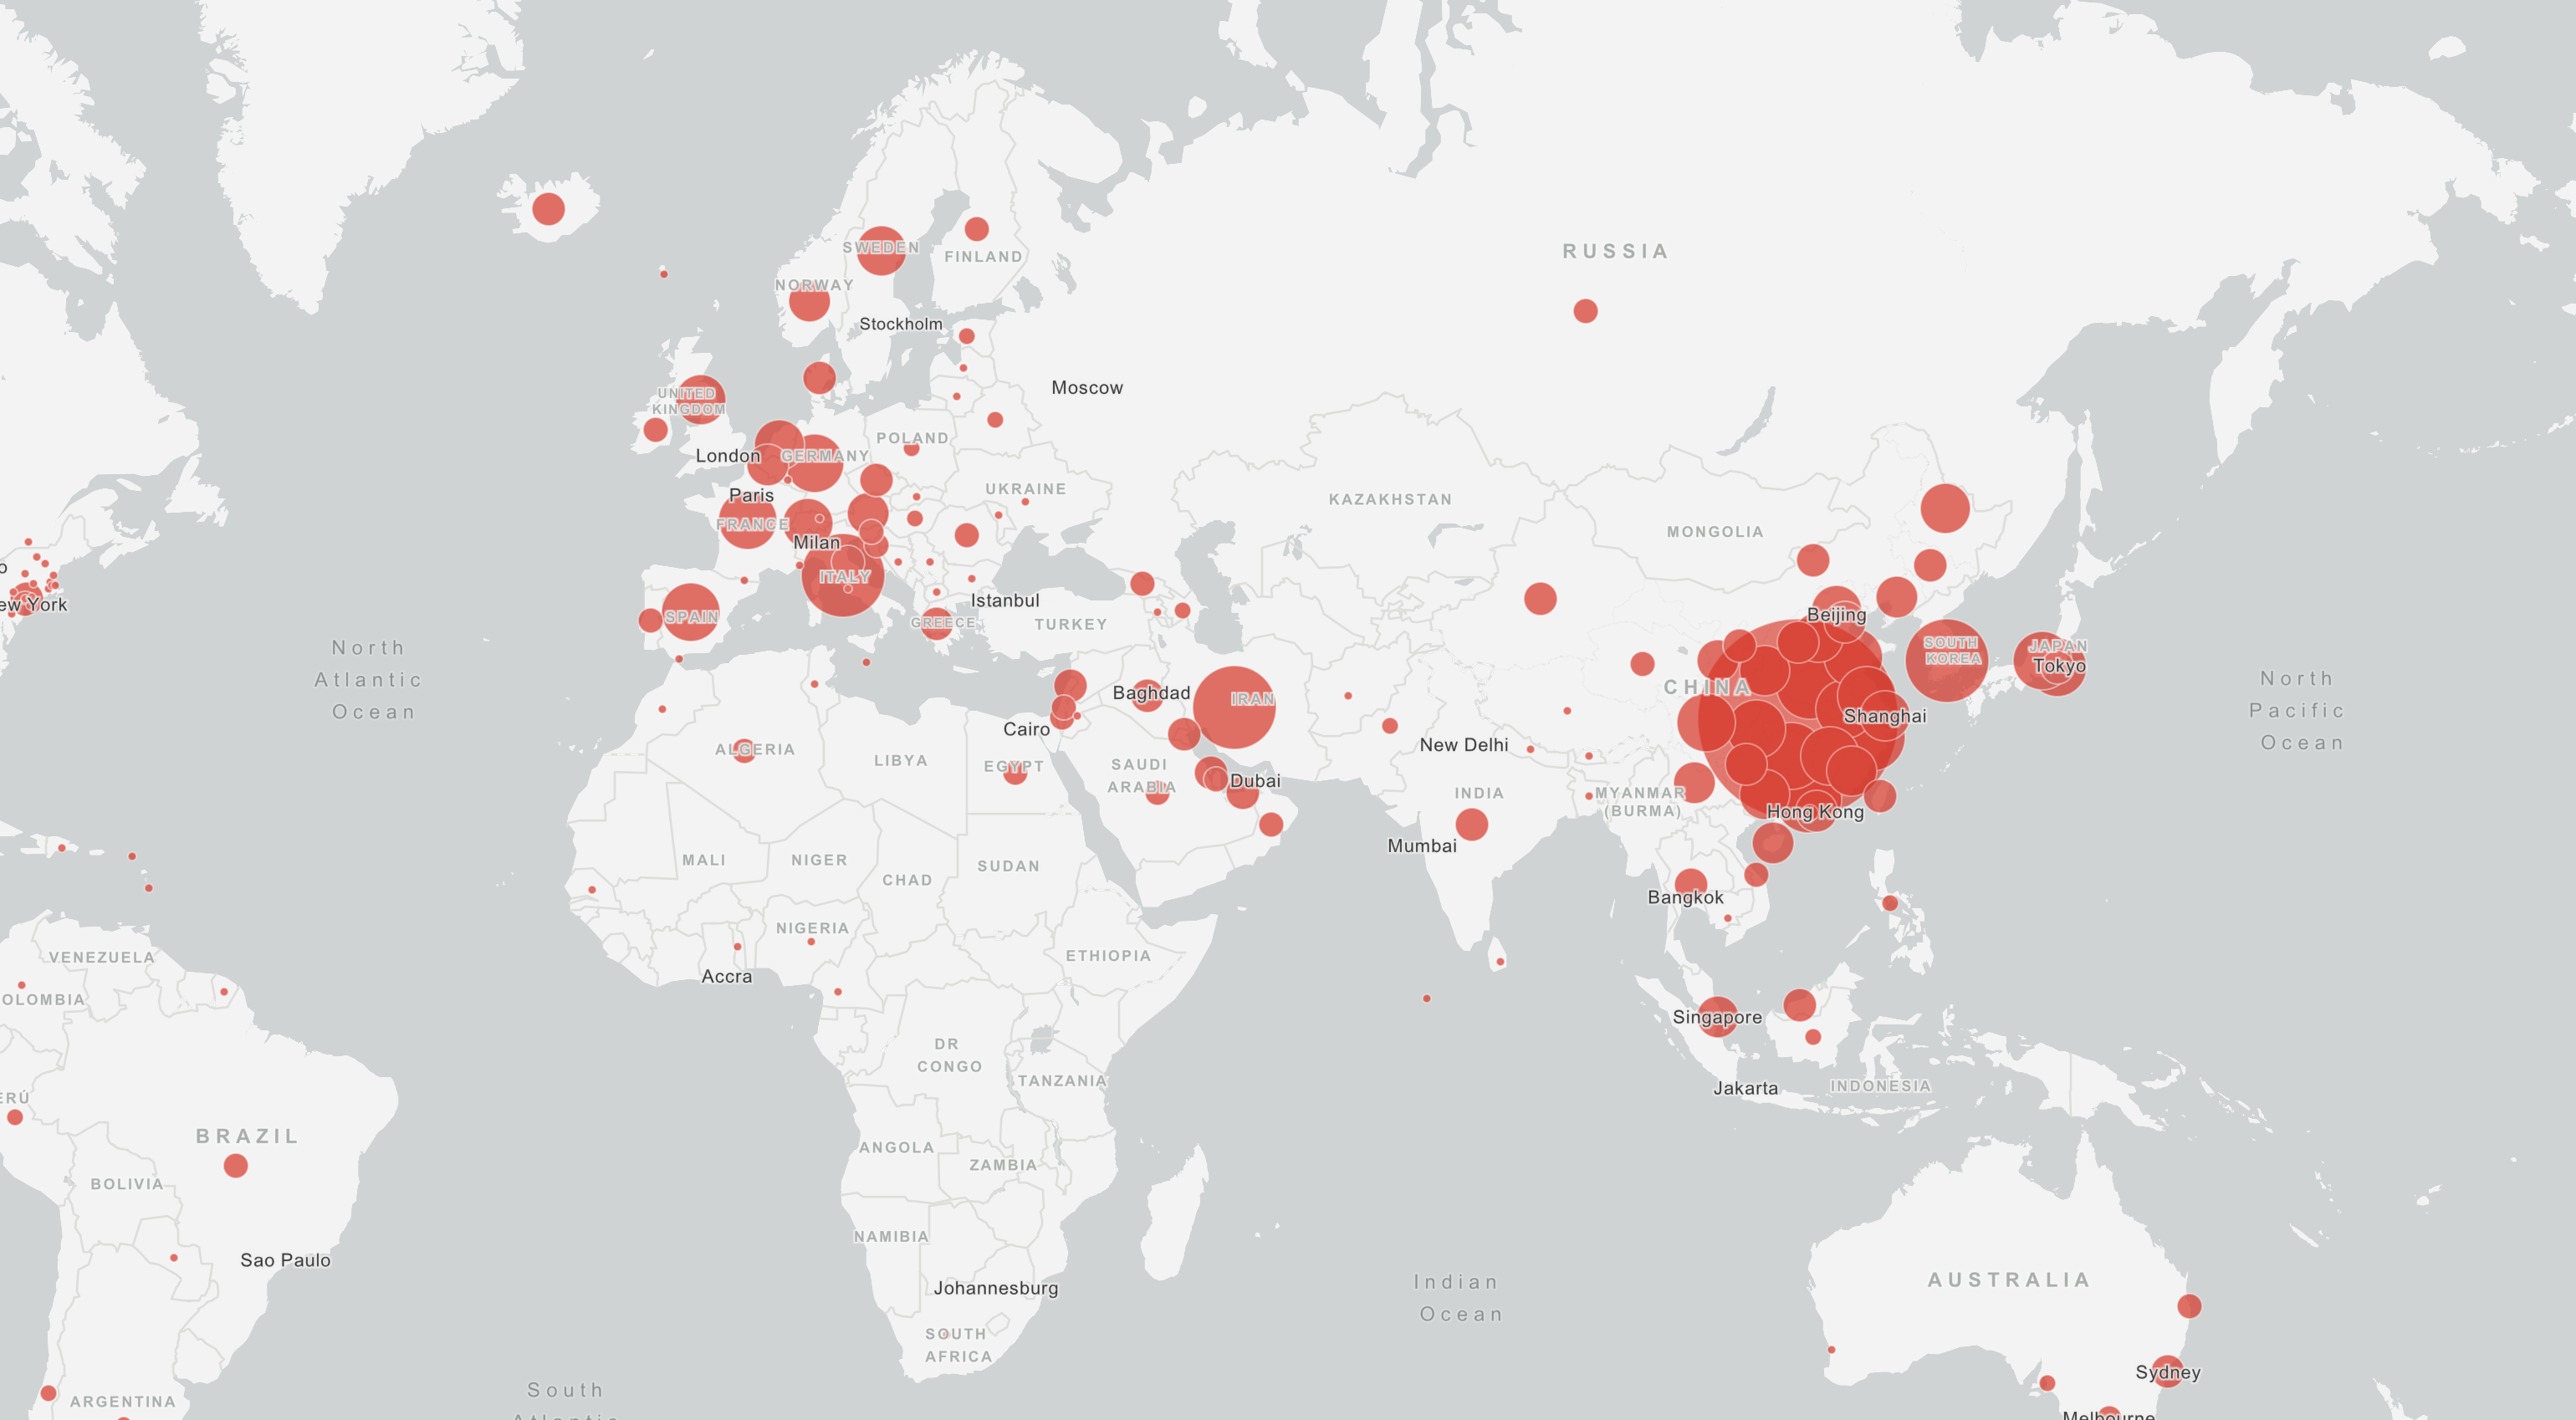 SWEDEN
FINLAND
NORWAY
Stockholm
RUSSIA
Moscow
UNITED
KINGDOM
POLAND
London
GERMANY
Paris
UKRAINE
KAZAKHSTAN
FRANCE
MONGOLIA
Milan
o
ITALY
ew York
Istanbul
Beijing
SPAIN
GREECE
TURKEY
North
Atlantic
Ocean
SOUTH
KOREA
JAPAN
Tokyo
North
Pacific
Ocean
CHINA
Baghdad
IRAN
Shanghai
Cairo
New Delhi
ALGERIA
LIBYA
EGYPT
SAUDI
ARABIA
Dubai
INDIA
MYANMAR
(BURMA)
Hong Kong
Mumbai
MALI
NIGER
CHAD
SUDAN
Bangkok
NIGERIA
VENEZUELA
ETHIOPIA
Accra
OLOMBIA
Singapore
DR
CONGO
TANZANIA
Jakarta
INDONESIA
ERÚ
BRAZIL
ANGOLA
ZAMBIA
BOLIVIA
NAMIBIA
Sao Paulo
Johannesburg
Indian
Ocean
AUSTRALIA
SOUTH
AFRICA
Sydney
South
Atlantic
ARGENTINA
Melbourne